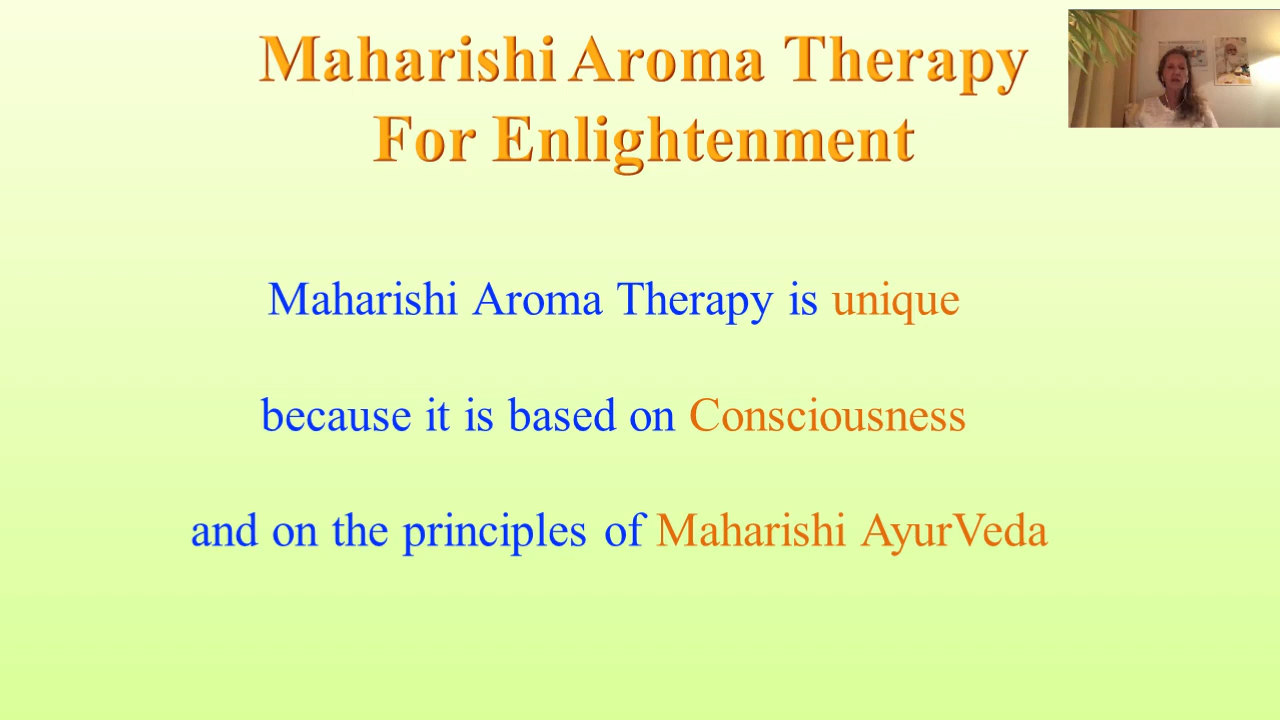 Maharishi Aroma Therapy
For Enlightenment
Maharishi Aroma Therapy is unique
because it is based on Consciousness
and on the principles of Maharishi AyurVeda